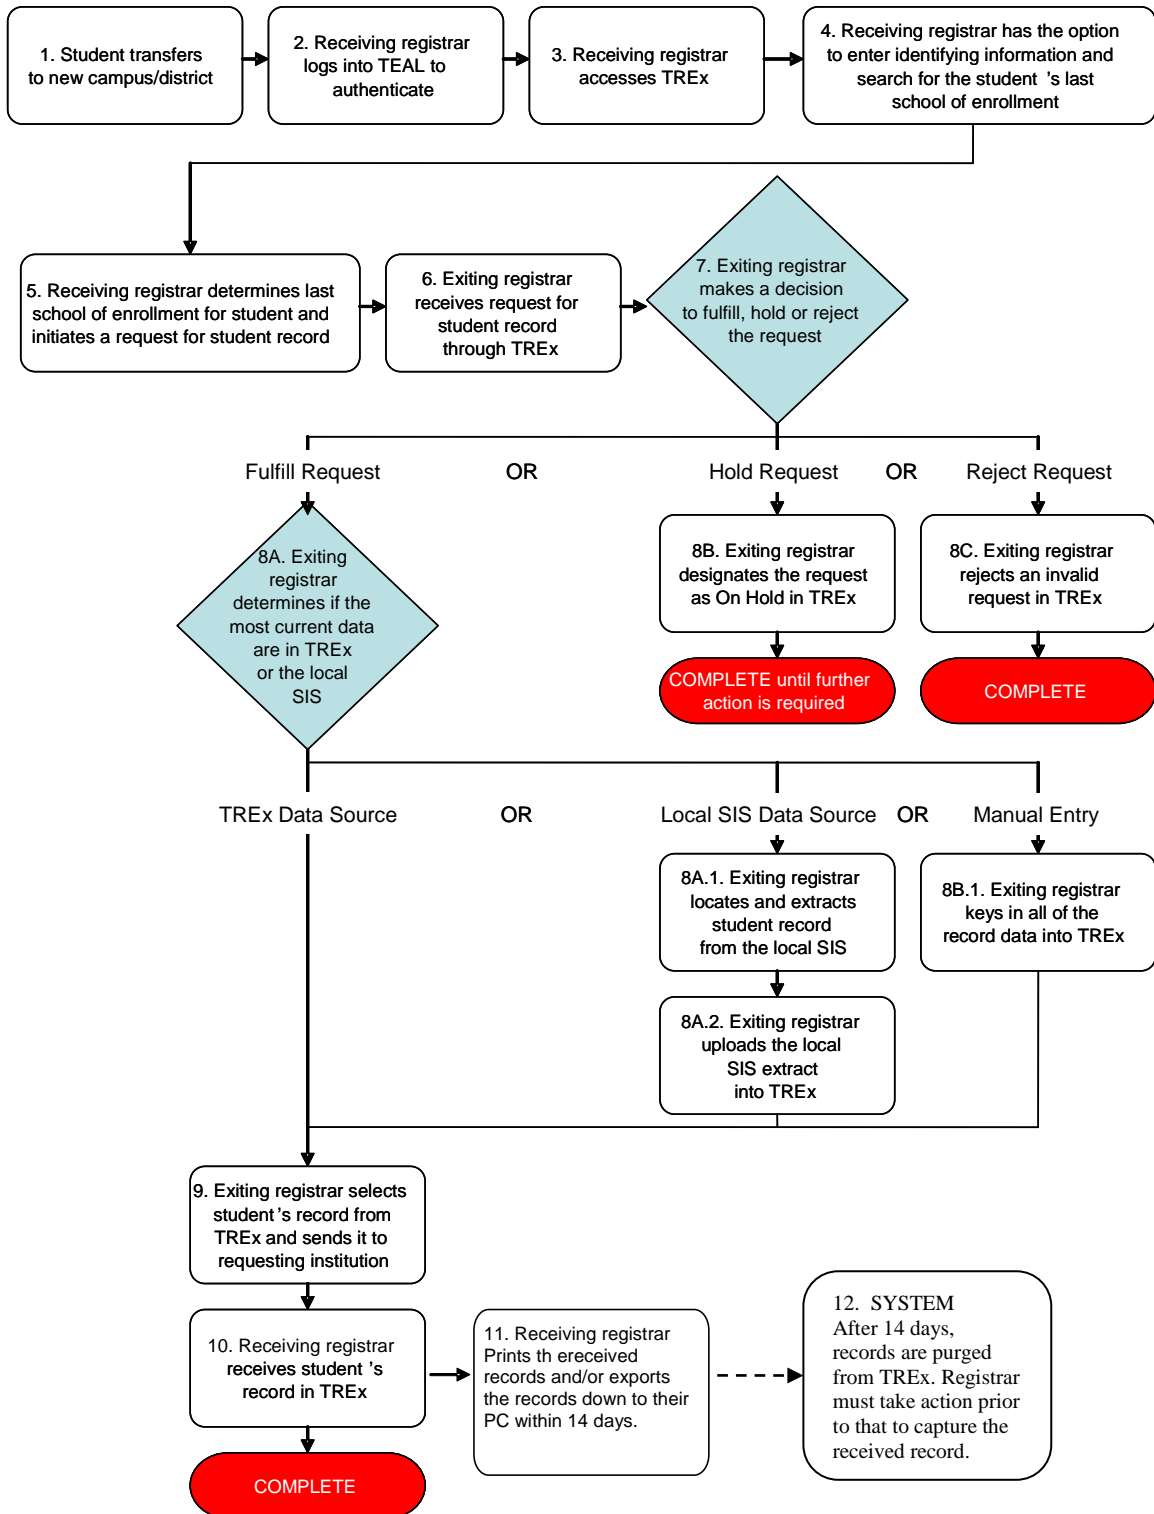 1. Student transfers
to new campus/district
2. Receiving registrar
logs into TEAL to
authenticate
3. Receiving registrar
accesses TREx
4. Receiving registrar has the option
to enter identifying information and
search for the student 's last
school of enrollment
5. Receiving registrar determines last
school of enrollment for student and
initiates a request for student record
6. Exiting registrar
receives request for
student record
through TREx
7. Exiting registrar
makes a decision
to fulfill, hold or reject
the request
Fulfill Request
OR
Hold Request
OR
Reject Request
8A. Exiting
registrar
determines if the
most current data
are in TREx
or the local
SIS
8B. Exiting registrar
designates the request
as On Hold in TREx
8C. Exiting registrar
rejects an invalid
request in TREx
COMPLETE until further
action is required
COMPLETE
TREx Data Source
OR
Local SIS Data Source
OR
Manual Entry
8A.1. Exiting registrar
locates and extracts
student record
from the local SIS
8B.1. Exiting registrar
keys in all of the
record data into TREx
8A.2. Exiting registrar
uploads the local
SIS extract
into TREx
9. Exiting registrar selects
student's record from
TREx and sends it to
requesting institution
10. Receiving registrar
receives student 's
record in TREx
11. Receiving registrar
Prints th ereceived
records and/or exports
the records down to their
PC within 14 days.
12. SYSTEM
After 14 days,
records are purged
from TREx. Registrar
must take action prior
to that to capture the
received record.
COMPLETE